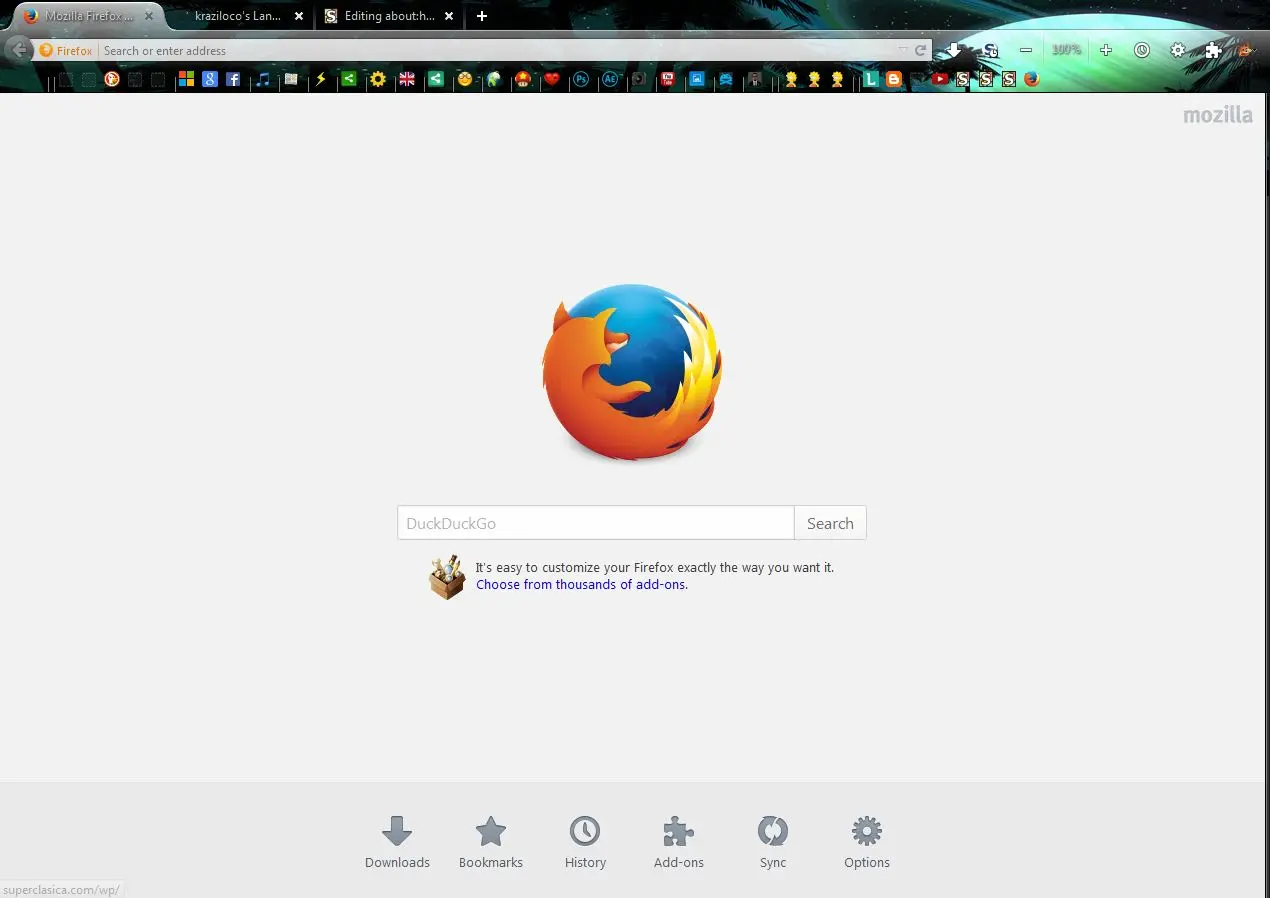 Mozilla Firefox ...
kraziloco's Lan...
Editing about:h...
Firefox
Search or enter address
100%
mozilla
DuckDuckGo
Search
It's easy to customize your Firefox exactly the way you want it.
Choose from thousands of add-ons.
Downloads
Bookmarks
History
Add-ons
Sync
Options
superclasica.com/wp/